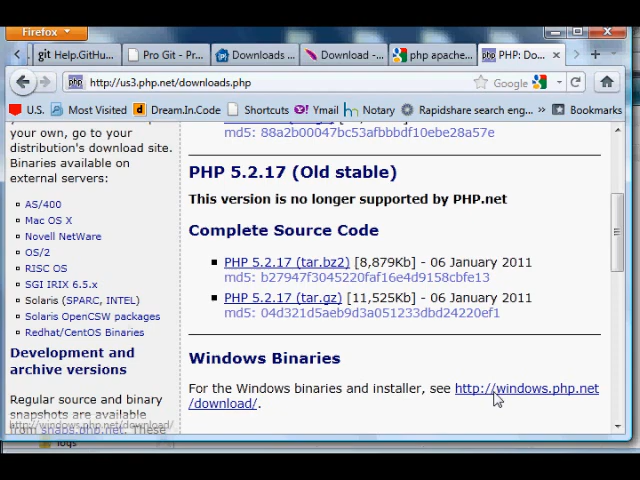 Firefox
git Help.GitHu...
Pro Git - Pr...
Downloads ...
Download -...
php apache...
PHP: Do...
http://us3.php.net/downloads.php
Google
U.S.
Most Visited
Dream.In.Code
Shortcuts
Ymail
Notary
Rapidshare search eng...
Bookmarks
your own, go to your
distribution's download site.
Binaries available on
external servers:
AS/400
Mac OS X
Novell NetWare
OS/2
RISC OS
SGI IRIX 6.5.x
Solaris (SPARC, INTEL)
Solaris OpenCSW packages
Redhat/CentOS Binaries
Development and
archive versions
Regular source and binary
snapshots are available
from snaps.php.net. These
http://windows.php.net/download/
md5: 88a2b00047bc53afbbbdf10ebe28a57e
PHP 5.2.17 (Old stable)
This version is no longer supported by PHP.net
Complete Source Code
PHP 5.2.17 (tar.bz2) [8,879Kb] - 06 January 2011
md5: b27947f3045220faf16e4d9158cbfe13
PHP 5.2.17 (tar.gz) [11,525Kb] - 06 January 2011
md5: 04d321d5aeb9d3a051233dbd24220ef1
Windows Binaries
For the Windows binaries and installer, see http://windows.php.net
/download/.